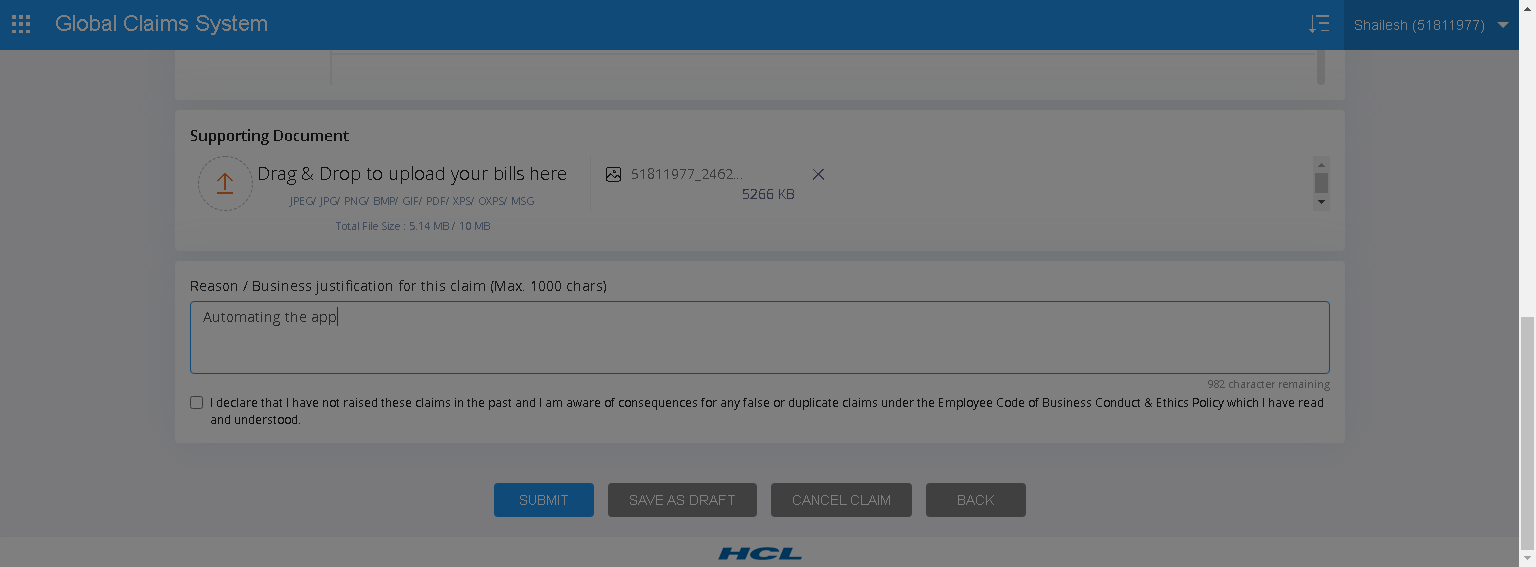 Global Claims System
Shailesh (51811977)
Supporting Document
Drag & Drop to upload your bills here
JPEG/ JPG/ PNG/ BMP/ GIF/ PDF/ XPS/ OXPS/ MSG
Total File Size : 5.14 MB/ 10 MB
51811977_2462...
5266 KB
Reason / Business justification for this claim (Max. 1000 chars)
Automating the app
982 character remaining
I declare that I have not raised these claims in the past and I am aware of consequences for any false or duplicate claims under the Employee Code of Business Conduct & Ethics Policy which I have read
and understood.
SUBMIT
SAVE AS DRAFT
CANCEL CLAIM
BACK
HCL